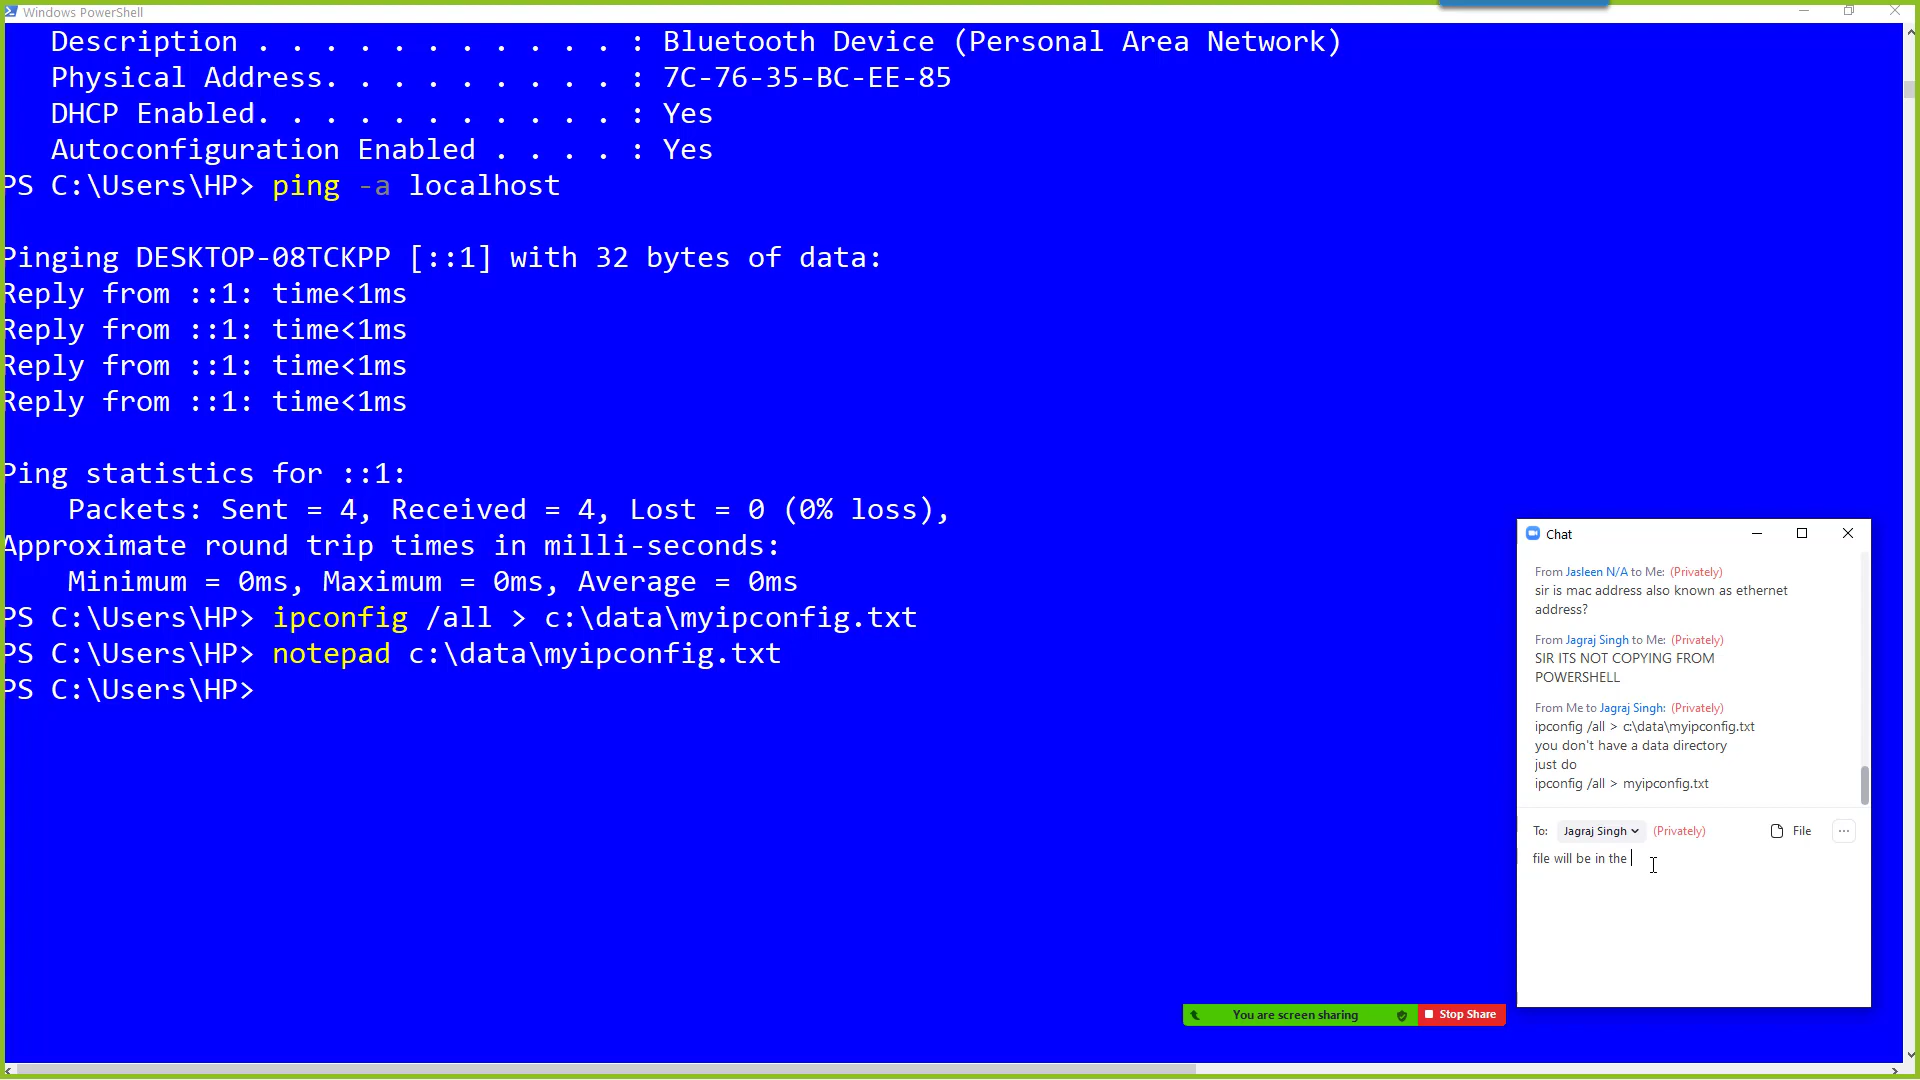 Windows PowerShell
Description . . . . . . . . . . . : Bluetooth Device (Personal Area Network)
Physical Address. . . . . . . . . : 7C-76-35-BC-EE-85
DHCP Enabled. . . . . . . . . . . : Yes
Autoconfiguration Enabled . . . . : Yes
PS C:\Users\HP> ping -a localhost
Pinging DESKTOP-08TCKPP [::1] with 32 bytes of data:
Reply from ::1: time<1ms
Reply from ::1: time<1ms
Reply from ::1: time<1ms
Reply from ::1: time<1ms
Ping statistics for ::1:
Packets: Sent = 4, Received = 4, Lost = 0 (0% loss),
Approximate round trip times in milli-seconds:
Minimum = 0ms, Maximum = 0ms, Average = 0ms
PS C:\Users\HP> ipconfig /all > c:\data\myipconfig.txt
PS C:\Users\HP> notepad c:\data\myipconfig.txt
PS C:\Users\HP>
Chat
From Jasleen N/A to Me: (Privately)
sir is mac address also known as ethernet
address?
From Jagraj Singh to Me: (Privately)
SIR ITS NOT COPYING FROM
POWERSHELL
From Me to Jagraj Singh: (Privately)
ipconfig /all > c:\data\myipconfig.txt
you don't have a data directory
just do
ipconfig /all > myipconfig.txt
To: Jagraj Singh (Privately) File ...
file will be in the
You are screen sharing Stop Share